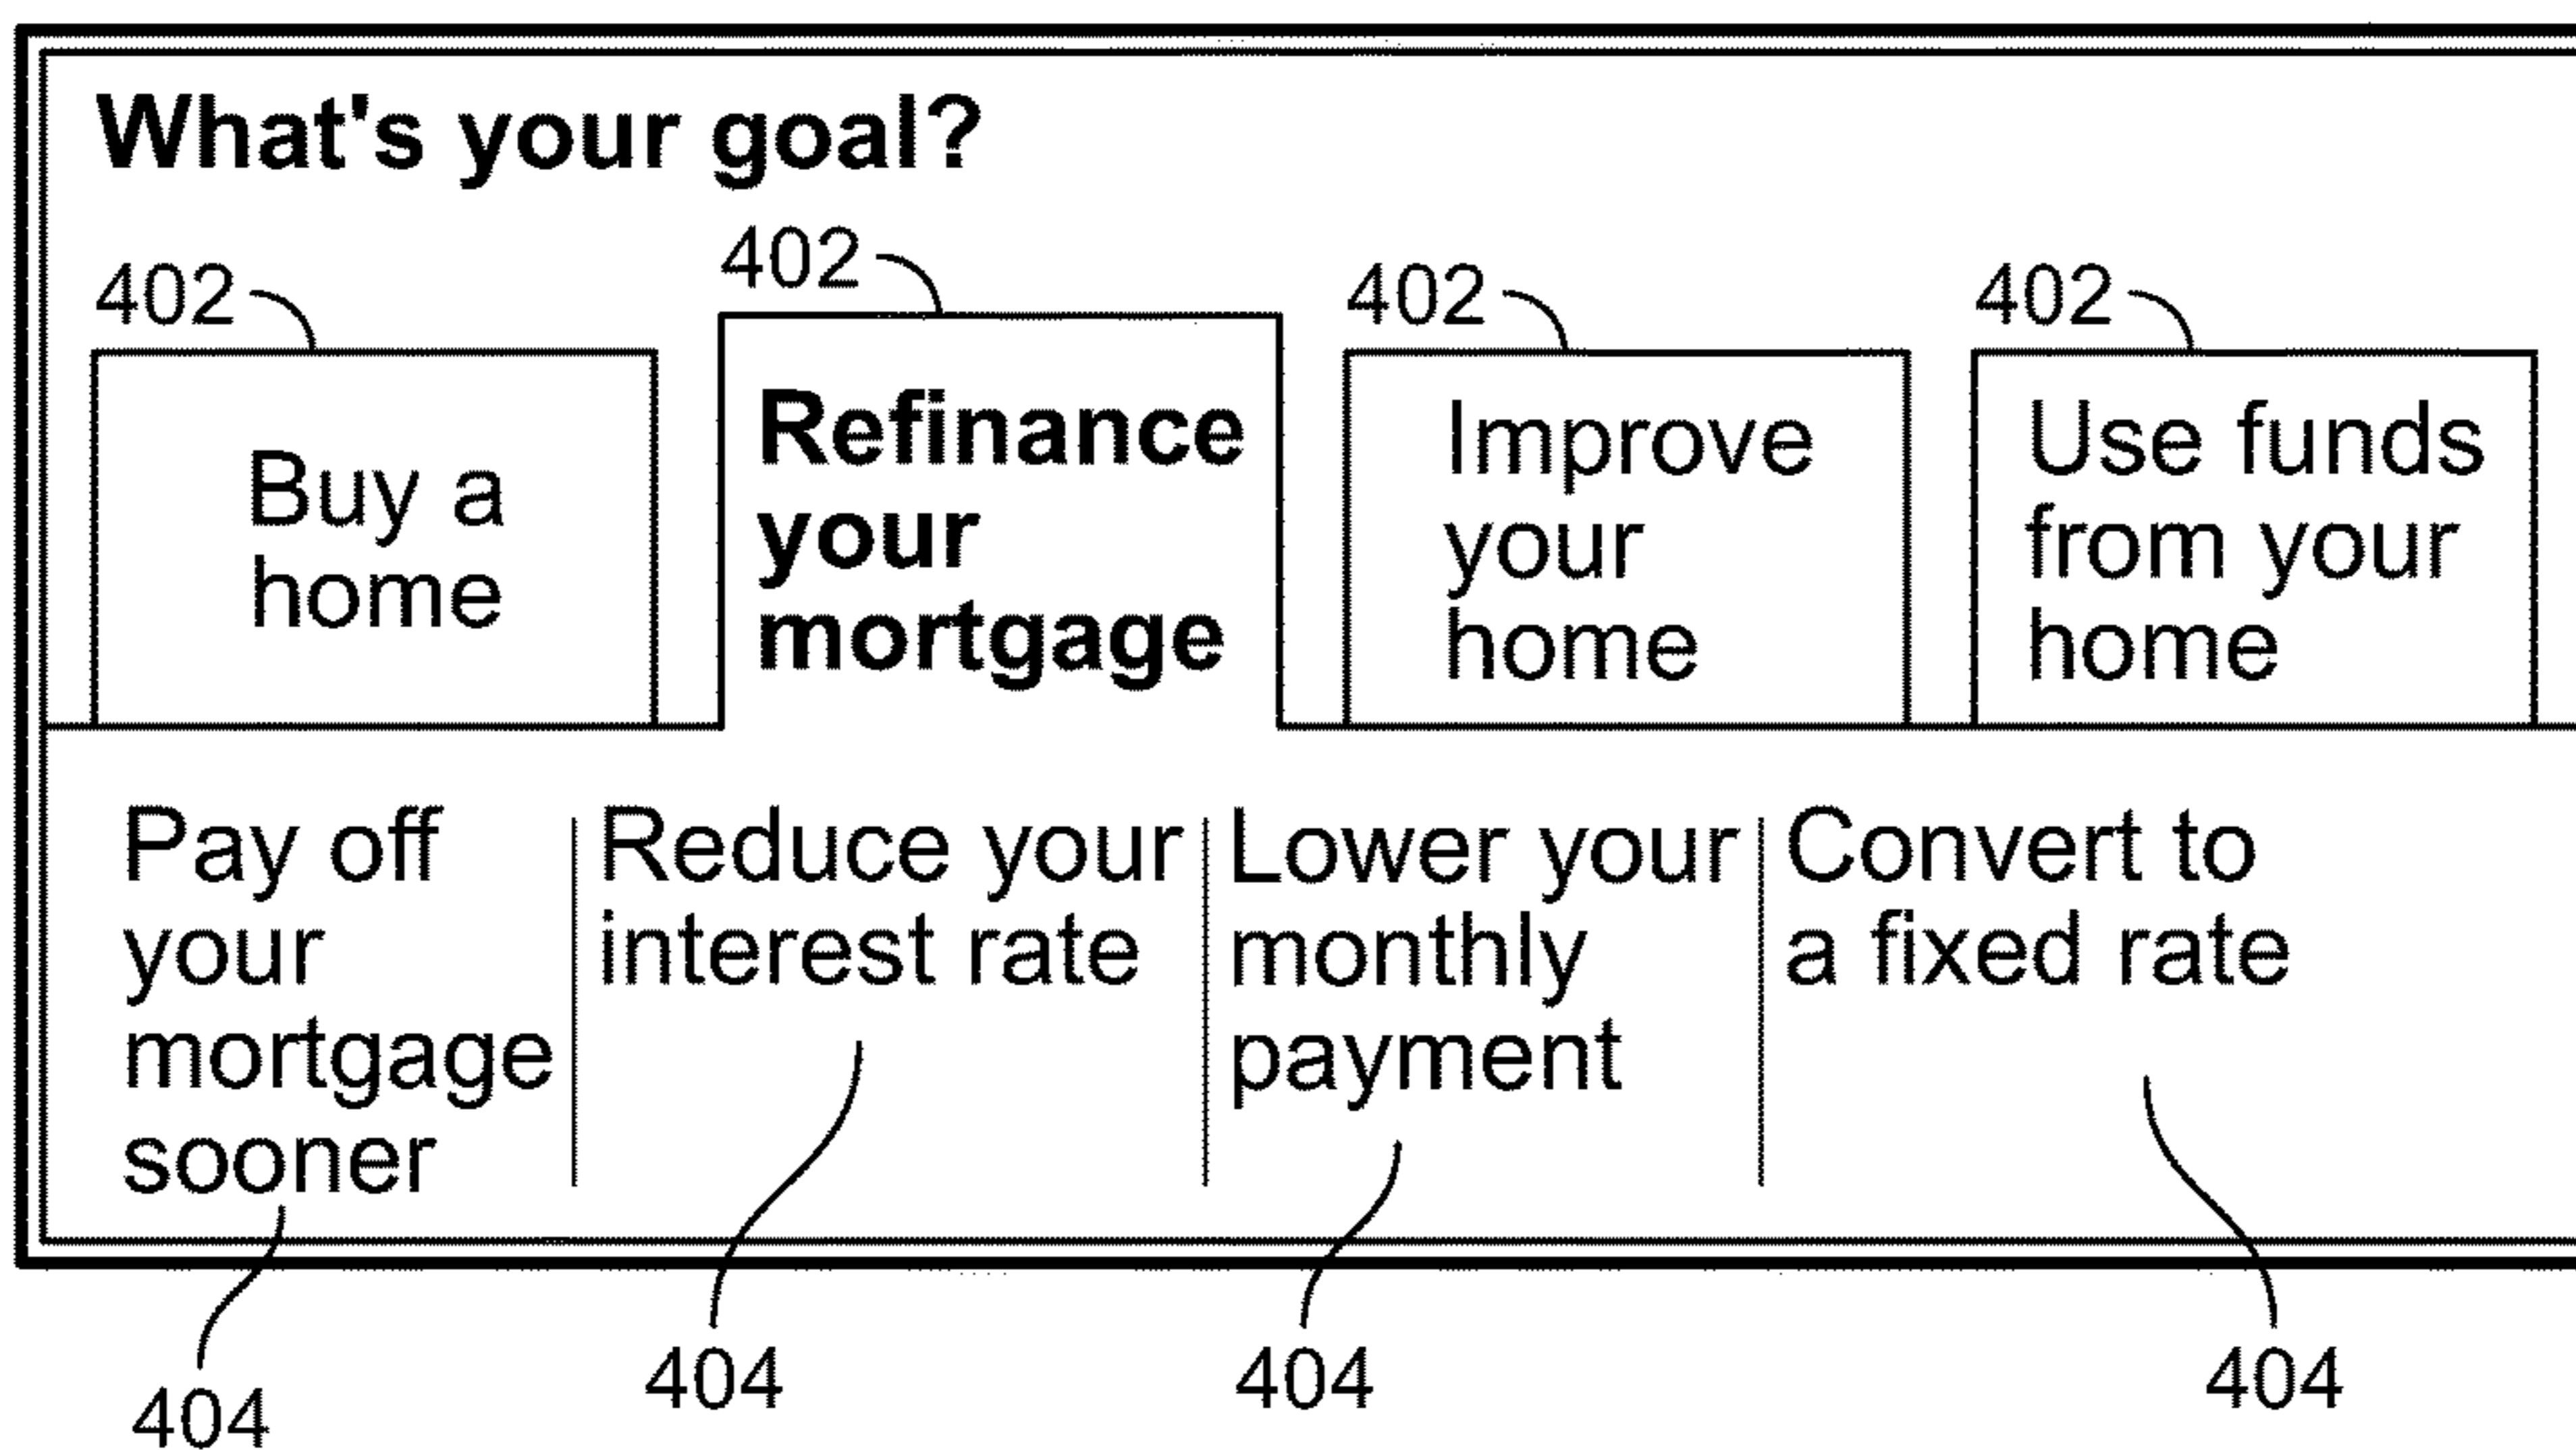 What's your goal?
402
402
402
402
Buy a
home
Refinance
your
mortgage
Improve
your
home
Use funds
from your
home
Pay off
your
mortgage
sooner
Reduce your
interest rate
Lower your
monthly
payment
Convert to
a fixed rate
404
404
404
404